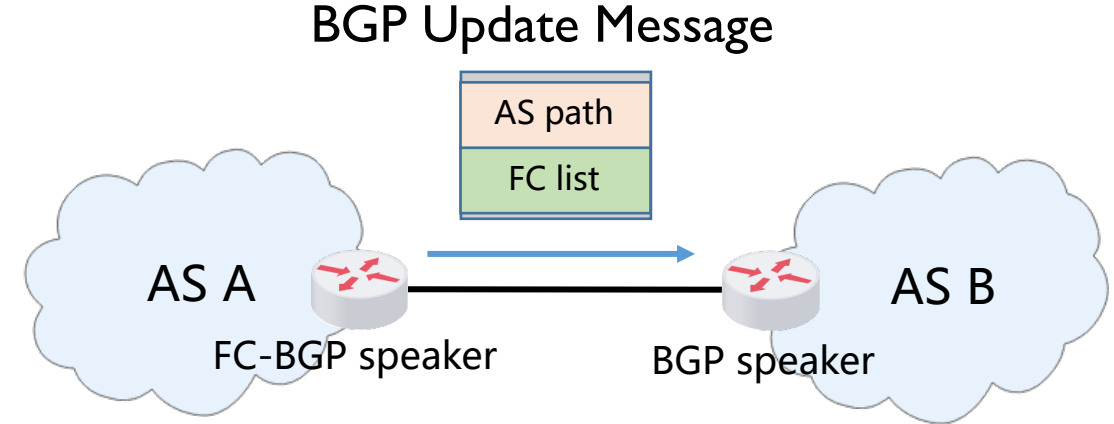 BGP Update Message
AS path
FC list
AS A
AS B
FC-BGP speaker
BGP speaker